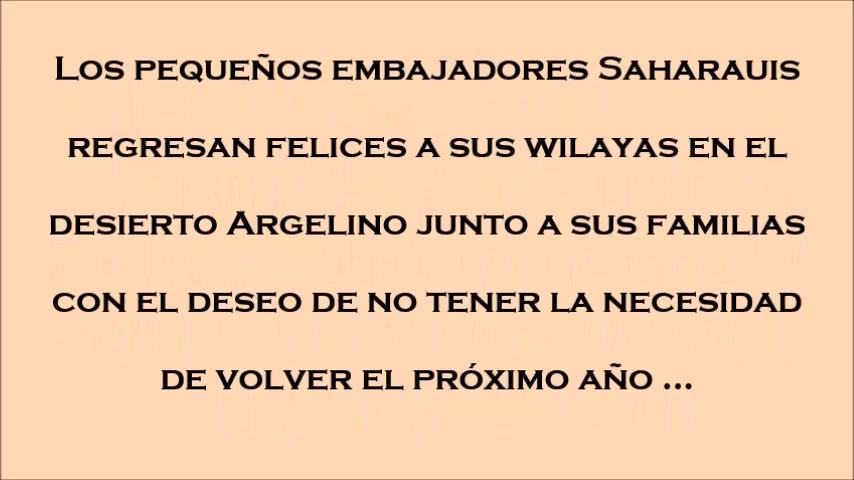 Los pequeños embajadores Saharauis
regresan felices a sus wilayas en el
desierto Argelino junto a sus familias
con el deseo de no tener la necesidad
de volver el próximo año ...